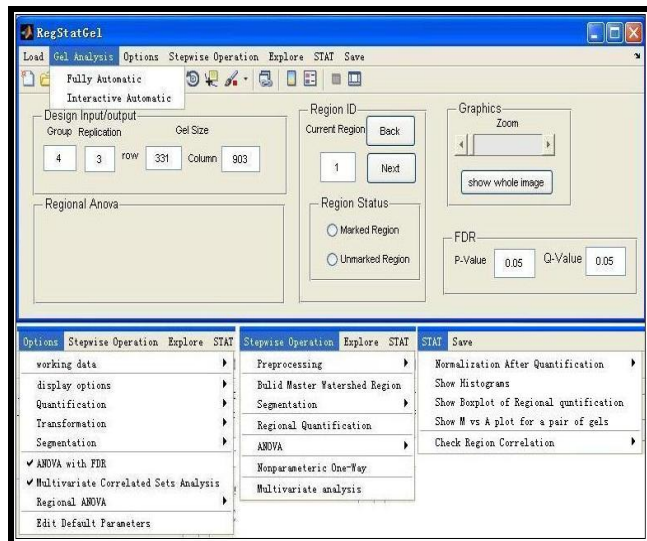 RegStatGel
Load Gel Analysis Options Stepwise Operation Explore STAT Save
Fully Automatic
Interactive Automatic
Design Input/output
Group Replication Gel Size
4 3 row 331 Column 903
Regional Anova
Region ID
Current Region Back
1 Next
Region Status
Marked Region
Unmarked Region
Graphics
Zoom
show whole image
FDR
P-Value 0.05 Q-Value 0.05
Options Stepwise Operation Explore STAT
working data
display options
Quantification
Transformation
Segmentation
ANOVA with FDR
Multivariate Correlated Sets Analysis
Regional ANOVA
Edit Default Parameters
Stepwise Operation Explore STAT
Preprocessing
Bulid Master Watershed Region
Segmentation
Regional Quantification
ANOVA
Nonparameteric One-Way
Multivariate analysis
STAT Save
Normalization After Quantification
Show Histograms
Show Boxplot of Regional quntification
Show M vs A plot for a pair of gels
Check Region Correlation